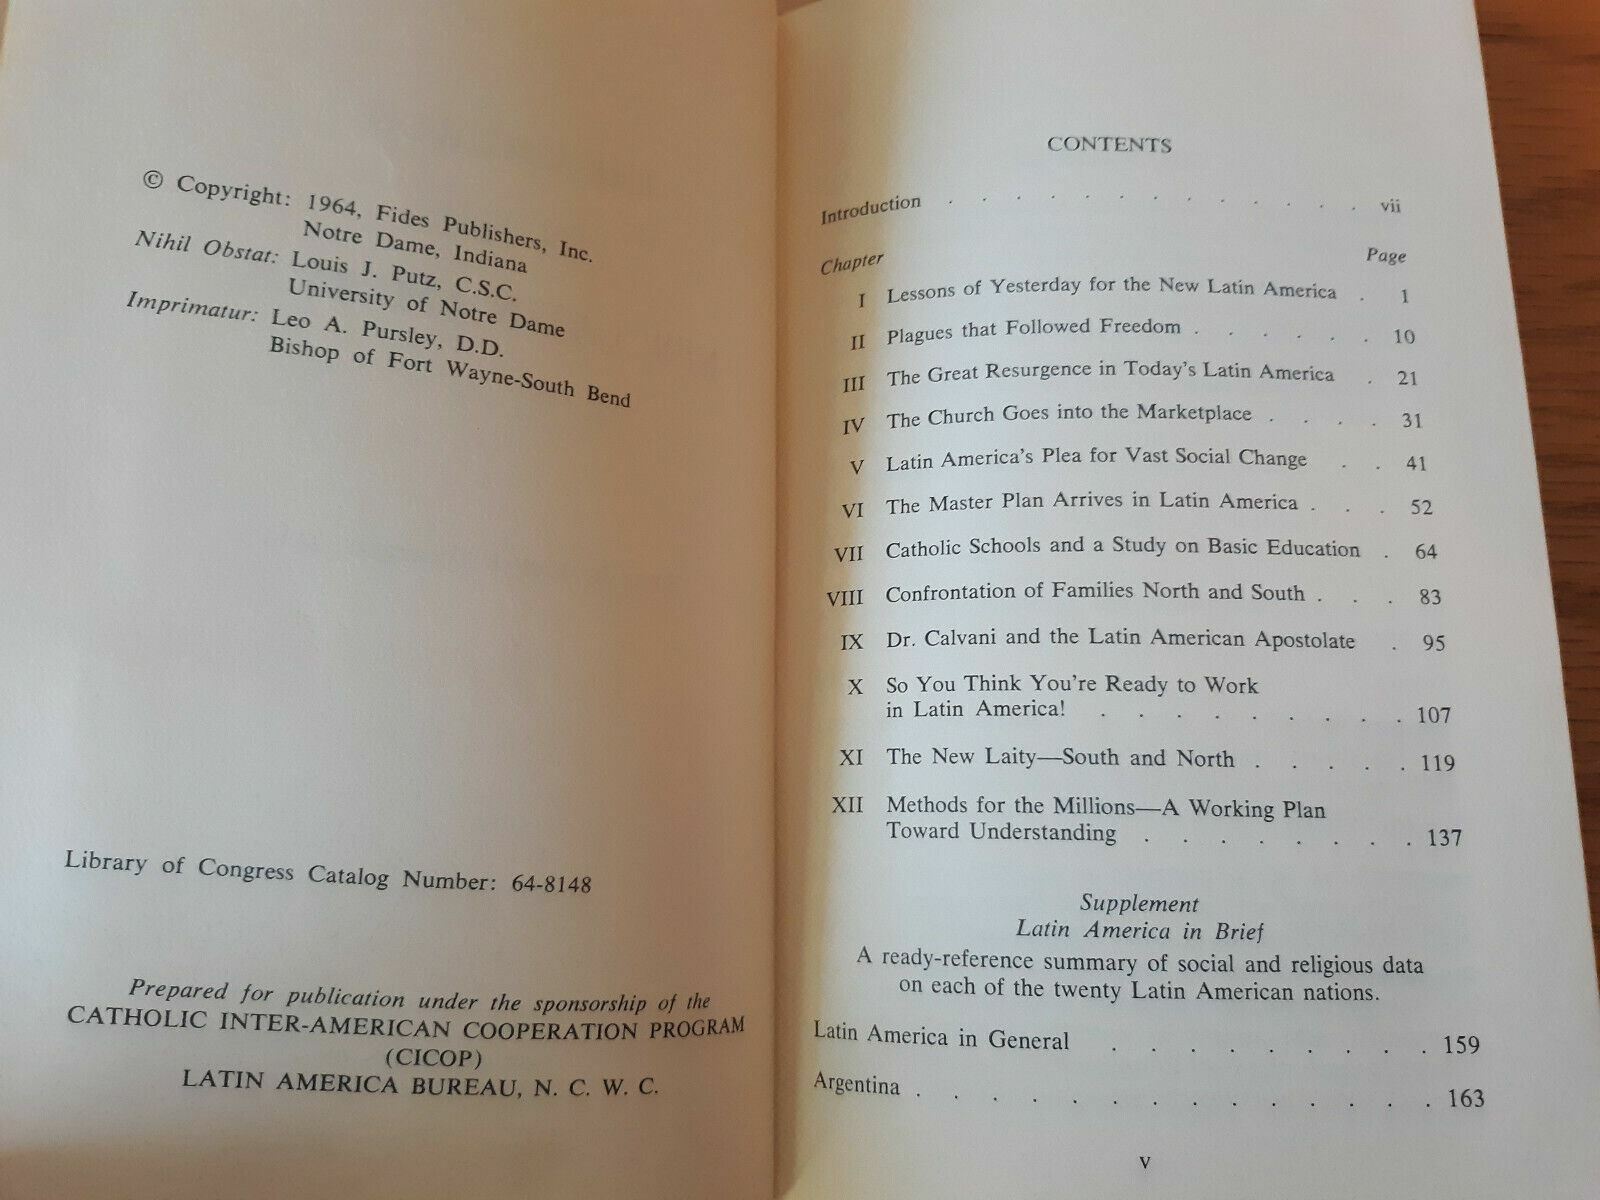 © Copyright: 1964, Fides Publishers, Inc.
Notre Dame, Indiana
Nihil Obstat: Louis J. Putz, C.S.C.
University of Notre Dame
Imprimatur: Leo A. Pursley, D.D.
Bishop of Fort Wayne-South Bend
Library of Congress Catalog Number: 64-8148
Prepared for publication under the sponsorship of the
CATHOLIC INTER-AMERICAN COOPERATION PROGRAM
(CICOP)
LATIN AMERICA BUREAU, N. C. W. C.
CONTENTS
Introduction . . . . . . . . . . . . vii
Chapter Page
I Lessons of Yesterday for the New Latin America . 1
II Plagues that Followed Freedom . . . . . . 10
III The Great Resurgence in Today's Latin America . 21
IV The Church Goes into the Marketplace . . . . 31
V Latin America's Plea for Vast Social Change . . 41
VI The Master Plan Arrives in Latin America . . . 52
VII Catholic Schools and a Study on Basic Education . 64
VIII Confrontation of Families North and South . . . 83
IX Dr. Calvani and the Latin American Apostolate . 95
X So You Think You're Ready to Work
in Latin America! . . . . . . . . . 107
XI The New Laity—South and North . . . . . 119
XII Methods for the Millions—A Working Plan
Toward Understanding . . . . . . . . 137
Supplement
Latin America in Brief
A ready-reference summary of social and religious data
on each of the twenty Latin American nations.
Latin America in General . . . . . . . . . 159
Argentina . . . . . . . . . . . . . 163
v